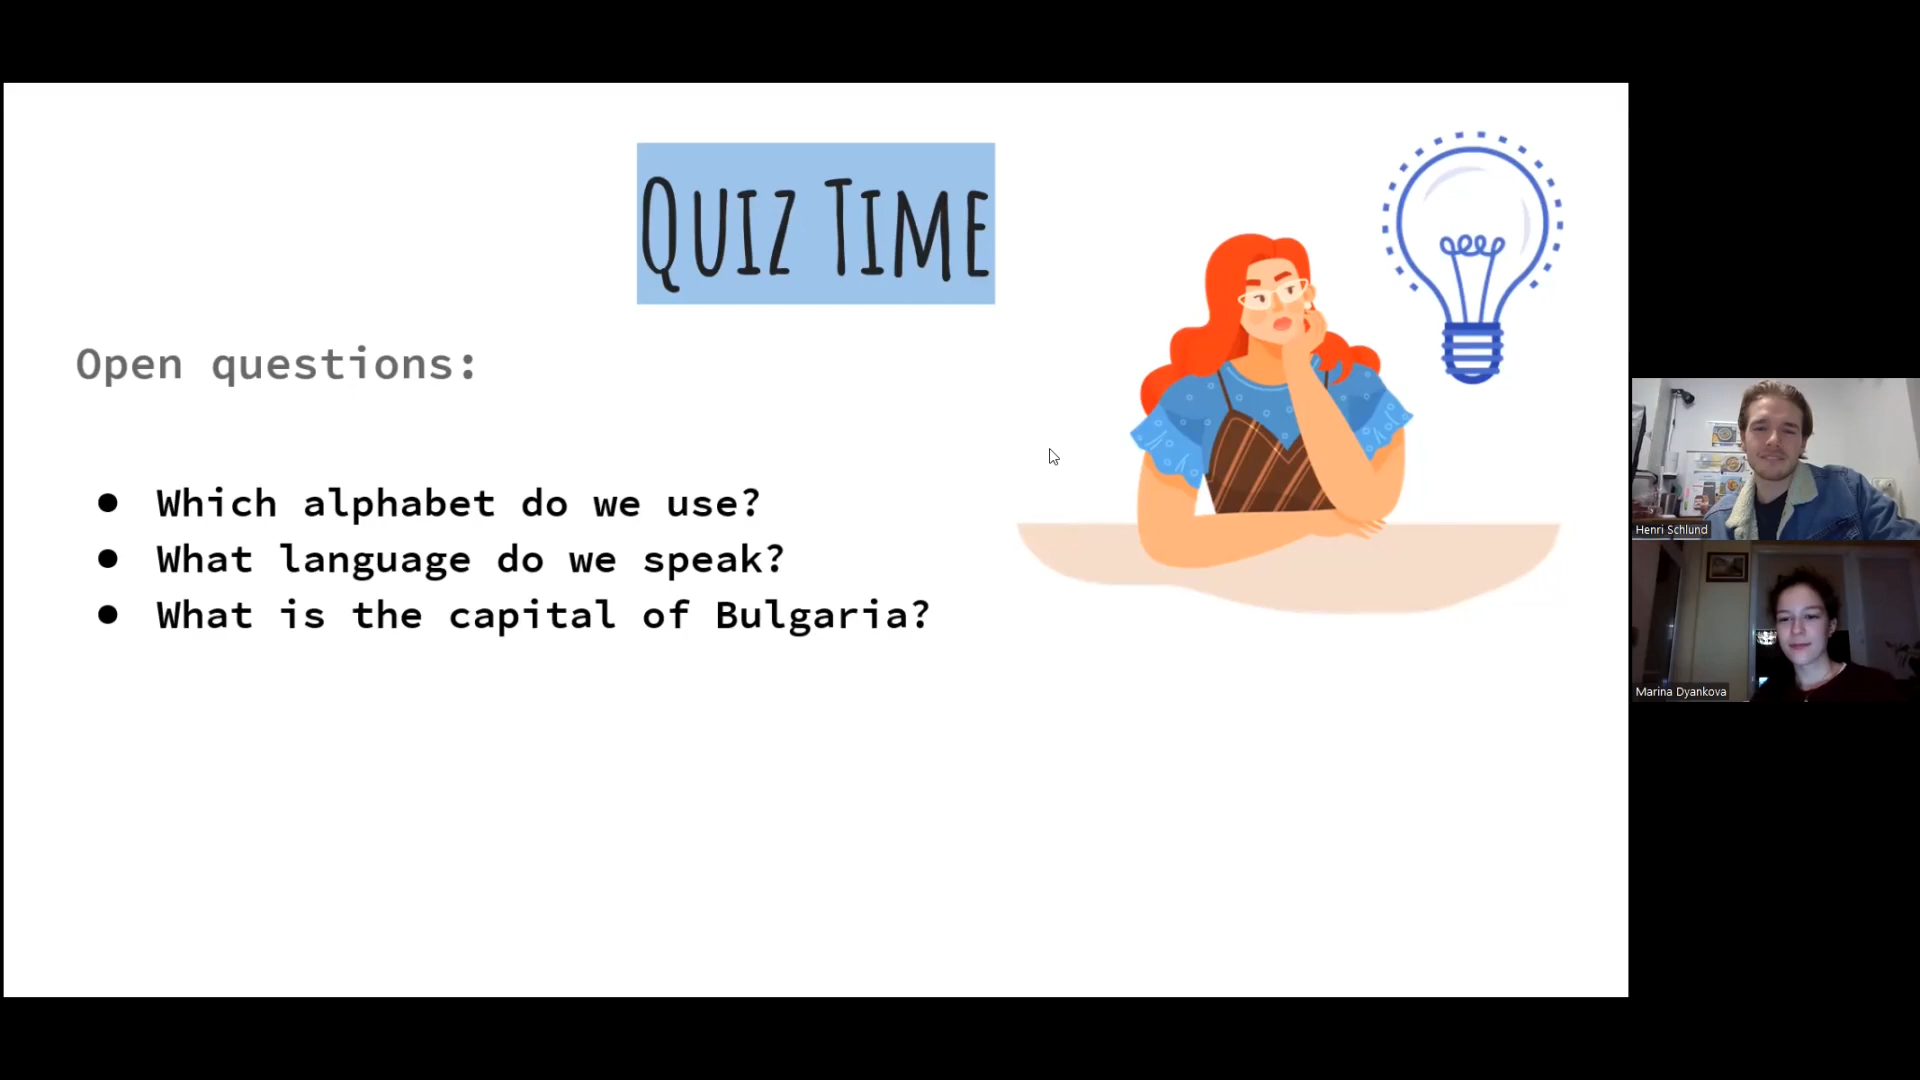 QUIZ TIME
Open questions:
● Which alphabet do we use?
● What language do we speak?
● What is the capital of Bulgaria?
Henri Schlund
Marina Dyankova